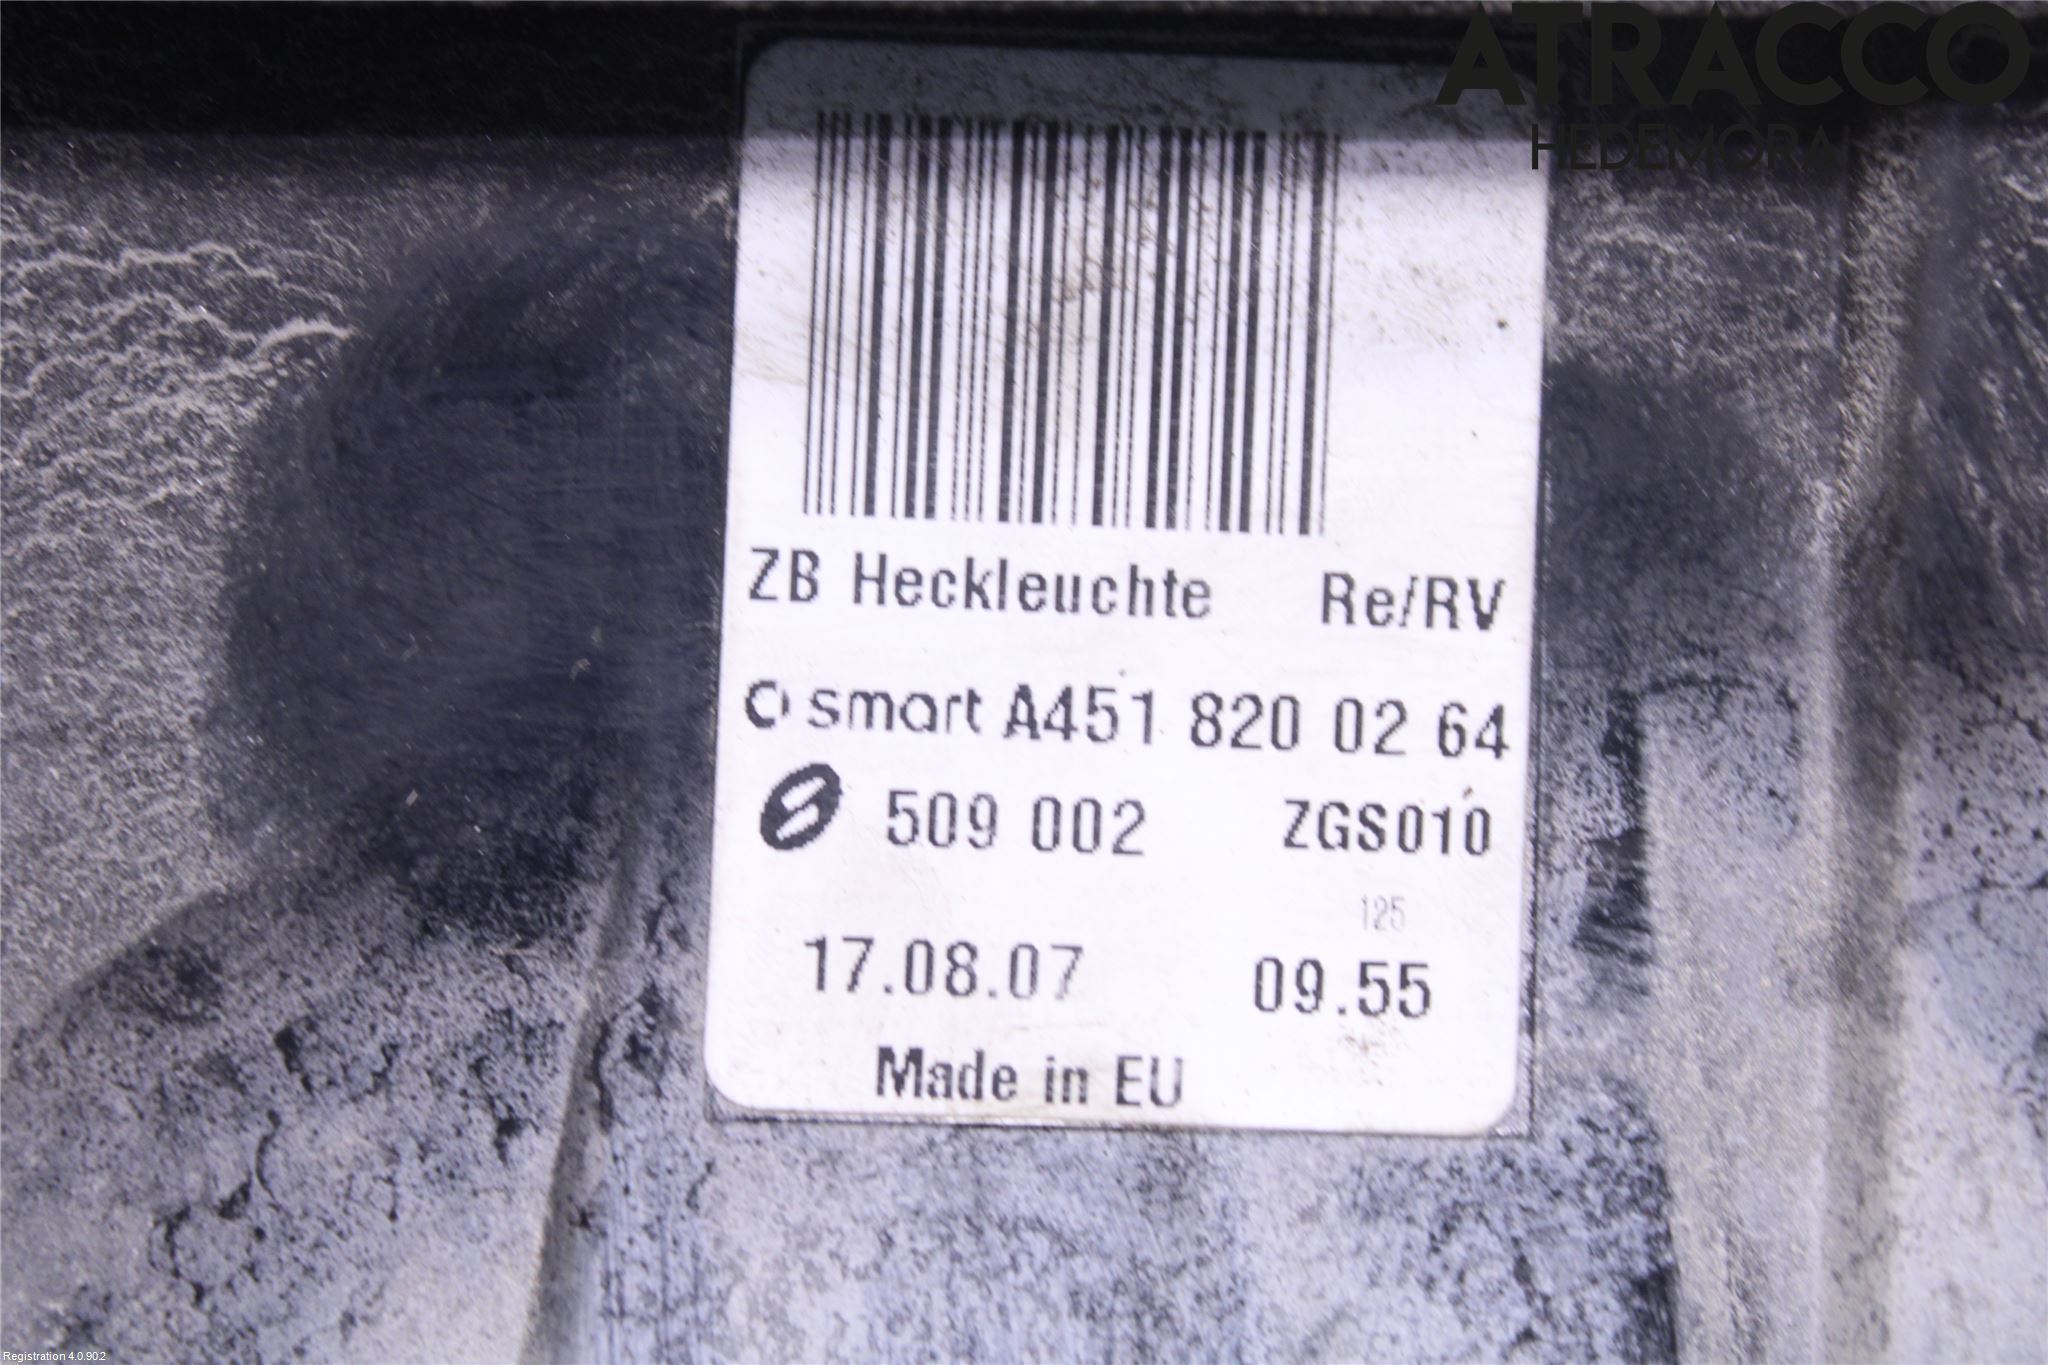 ATRACCO
HEDEMORA
ZB Heckleuchte Re/RV
smart A451 820 02 64
509 002 ZGS010
125
17.08.07 09.55
Made in EU
Registration 4.0.902